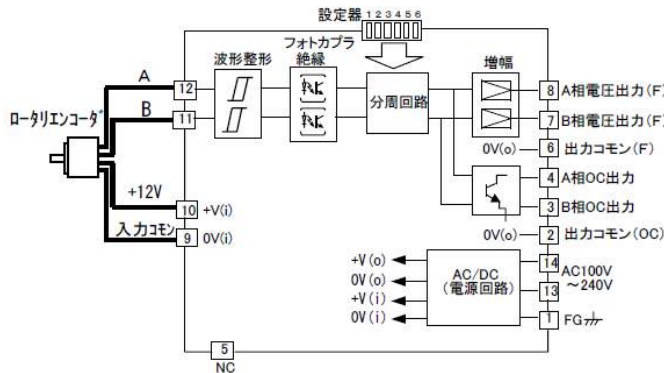 設定器 1 2 3 4 5 6
フォトカプラ
絶縁
波形整形
増幅
A
12
8 A相電圧出力(F)
ロータリエンコーダ
B
11
分周回路
7 B相電圧出力(F)
0V(o) 6 出力コモン(F)
4 A相OC出力
+12V
10 +V(i)
3 B相OC出力
入力コモン
9 0V(i)
0V(o) 2 出力コモン(OC)
+V(o)
0V(o)
+V(i)
0V(i)
AC/DC
(電源回路)
14
13
AC100V
~240V
1 FG
5
NC